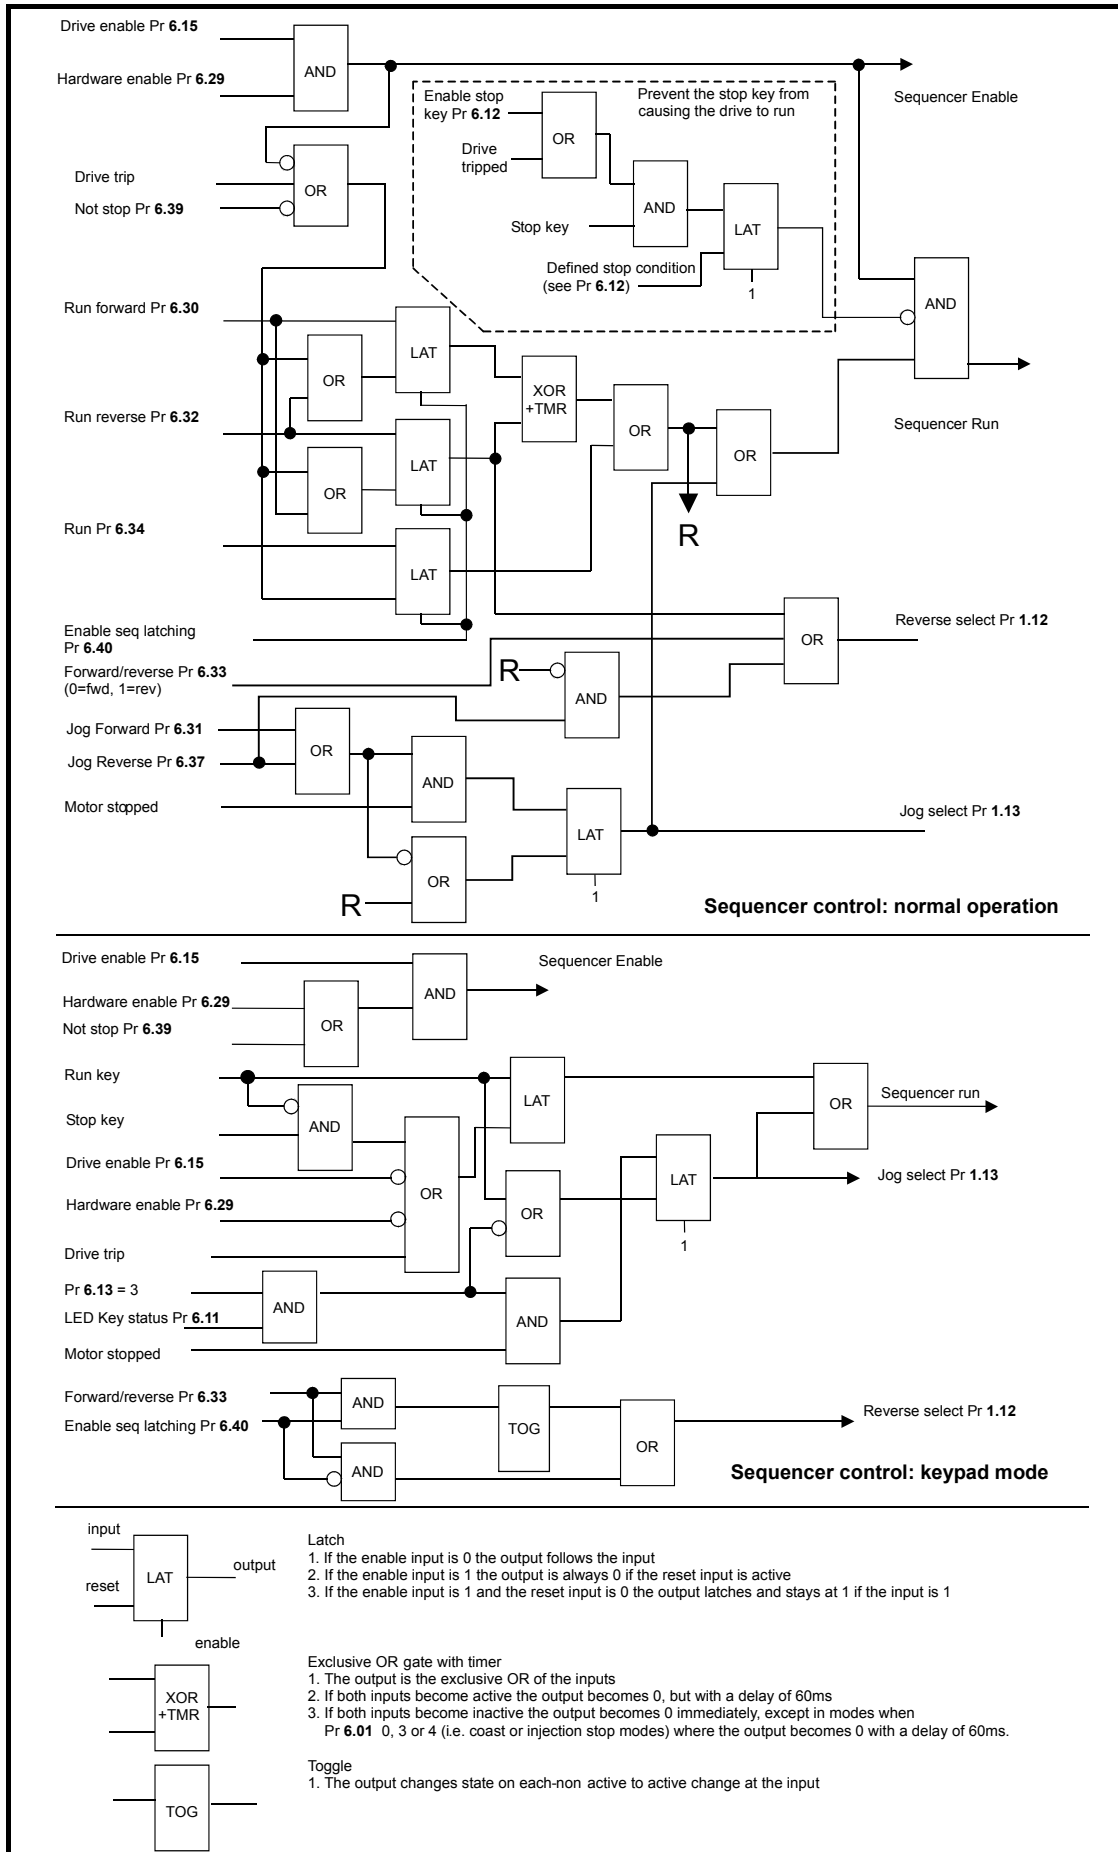 Drive enable Pr 6.15
AND
Hardware enable Pr 6.29
Sequencer Enable
Enable stop
key Pr 6.12
Prevent the stop key from
causing the drive to run
OR
Drive
tripped
Drive trip
OR
Not stop Pr 6.39
AND
Stop key
LAT
Defined stop condition
(see Pr 6.12)
1
AND
Run forward Pr 6.30
LAT
OR
XOR
+TMR
Run reverse Pr 6.32
OR
OR
Sequencer Run
LAT
OR
R
Run Pr 6.34
LAT
Enable seq latching
Pr 6.40
Reverse select Pr 1.12
OR
Forward/reverse Pr 6.33
(0=fwd, 1=rev)
R
AND
Jog Forward Pr 6.31
OR
Jog Reverse Pr 6.37
AND
Motor stopped
Jog select Pr 1.13
LAT
OR
1
R
Sequencer control: normal operation
Drive enable Pr 6.15
Sequencer Enable
AND
Hardware enable Pr 6.29
OR
Not stop Pr 6.39
Run key
LAT
Sequencer run
OR
Stop key
AND
Drive enable Pr 6.15
Jog select Pr 1.13
LAT
OR
Hardware enable Pr 6.29
OR
1
Drive trip
Pr 6.13 = 3
AND
LED Key status Pr 6.11
AND
Motor stopped
Forward/reverse Pr 6.33
AND
Reverse select Pr 1.12
Enable seq latching Pr 6.40
TOG
OR
AND
Sequencer control: keypad mode
input
LAT
output
reset
enable
Latch
1. If the enable input is 0 the output follows the input
2. If the enable input is 1 the output is always 0 if the reset input is active
3. If the enable input is 1 and the reset input is 0 the output latches and stays at 1 if the input is 1
XOR
+TMR
Exclusive OR gate with timer
1. The output is the exclusive OR of the inputs
2. If both inputs become active the output becomes 0, but with a delay of 60ms
3. If both inputs become inactive the output becomes 0 immediately, except in modes when
Pr 6.01 0, 3 or 4 (i.e. coast or injection stop modes) where the output becomes 0 with a delay of 60ms.
TOG
Toggle
1. The output changes state on each-non active to active change at the input